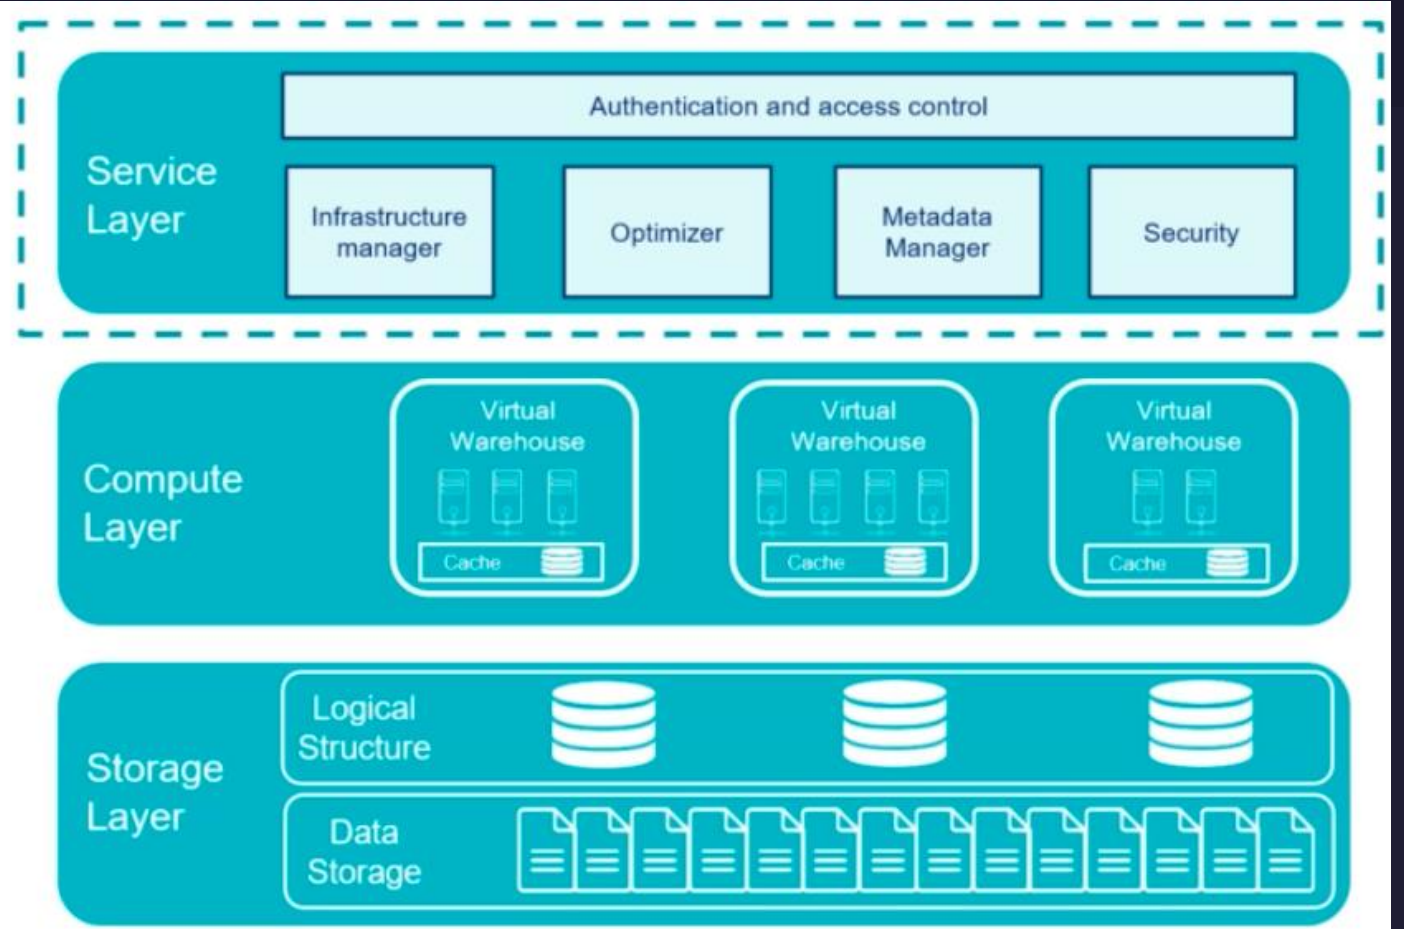 Authentication and access control
Service
Layer
Infrastructure
manager
Optimizer
Metadata
Manager
Security
Compute
Layer
Virtual
Warehouse
Cache
Virtual
Warehouse
Cache
Virtual
Warehouse
Cache
Storage
Layer
Logical
Structure
Data
Storage